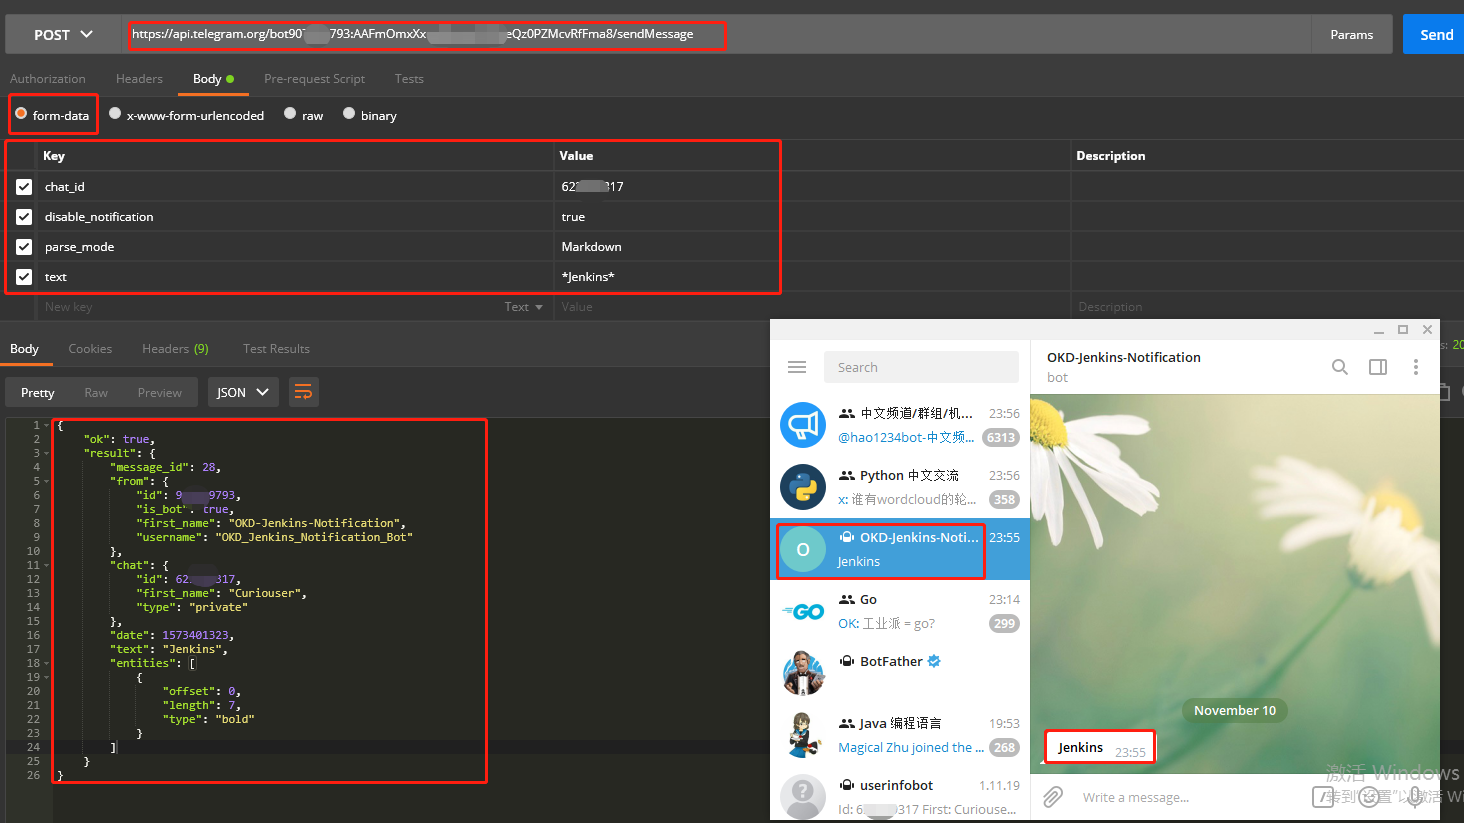 POST
https://api.telegram.org/bot907 793:AAFmOmxXx eQz0PZMcvRfFma8/sendMessage
Params
Send
Authorization
Headers
Body
Pre-request Script
Tests
form-data
x-www-form-urlencoded
raw
binary
Key
Value
Description
chat_id
62 317
disable_notification
true
parse_mode
Markdown
text
*Jenkins*
New key
Text
Value
Description
Body
Cookies
Headers (9)
Test Results
Pretty
Raw
Preview
JSON
1 {
2 "ok": true,
3 "result": {
4 "message_id": 28,
5 "from": {
6 "id": 9 9793,
7 "is_bot": true,
8 "first_name": "OKD-Jenkins-Notification",
9 "username": "OKD_Jenkins_Notification_Bot"
10 },
11 "chat": {
12 "id": 62 317,
13 "first_name": "Curiouser",
14 "type": "private"
15 },
16 "date": 1573401323,
17 "text": "Jenkins",
18 "entities": [
19 {
20 "offset": 0,
21 "length": 7,
22 "type": "bold"
23 }
24 ]
25 }
26 }
Search
中文频道/群组/机...
23:56
@hao1234bot-中文频...
6313
Python 中文交流
23:56
x: 谁有wordcloud的轮...
358
OKD-Jenkins-Noti...
23:55
O
Jenkins
Go
23:14
GO
OK: 工业派 = go?
299
BotFather
Java 编程语言
19:53
Magical Zhu joined the ...
268
userinfobot
1.11.19
Id: 6 0317 First: Curiouse...
OKD-Jenkins-Notification
bot
November 10
Jenkins
23:55
Write a message...
激活 Windows
转到"设置"以激活 Wi